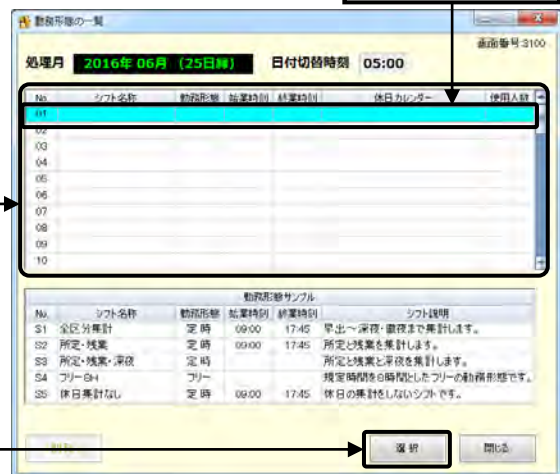 勤務形態の一覧
画面番号:3100
処理月 2016年 06月 (25日締) 日付切替時刻 05:00
No. シフト名称 勤務形態 始業時刻 終業時刻 休日カレンダー 使用人数
01
02
03
04
05
06
07
08
09
10
勤務形態サンプル
No. シフト名称 勤務形態 始業時刻 終業時刻 シフト説明
S1 全区分集計 定時 09:00 17:45 早出~深夜・徹夜まで集計します。
S2 所定・残業 定時 09:00 17:45 所定と残業を集計します。
S3 所定・残業・深夜 定時 所定と残業と深夜を集計します。
S4 フリー8H フリー 規定時間を8時間としたフリーの勤務形態です。
S5 休日集計なし 定時 09:00 17:45 休日の集計をしないシフトです。
選択 閉じる